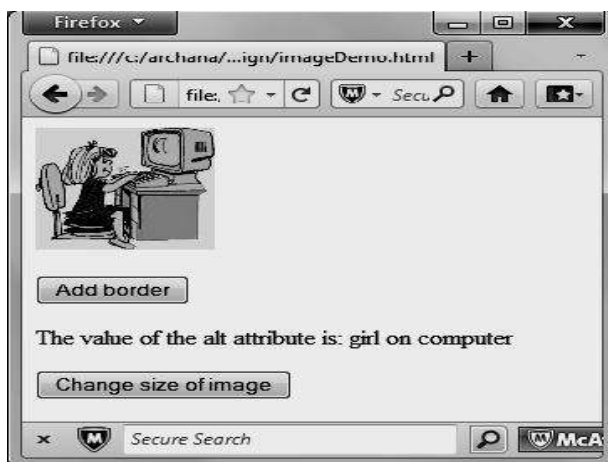 Firefox
file:///c:/archana/...ign/imageDemo.html +
file:
Secu
Add border
The value of the alt attribute is: girl on computer
Change size of image
x Secure Search McA